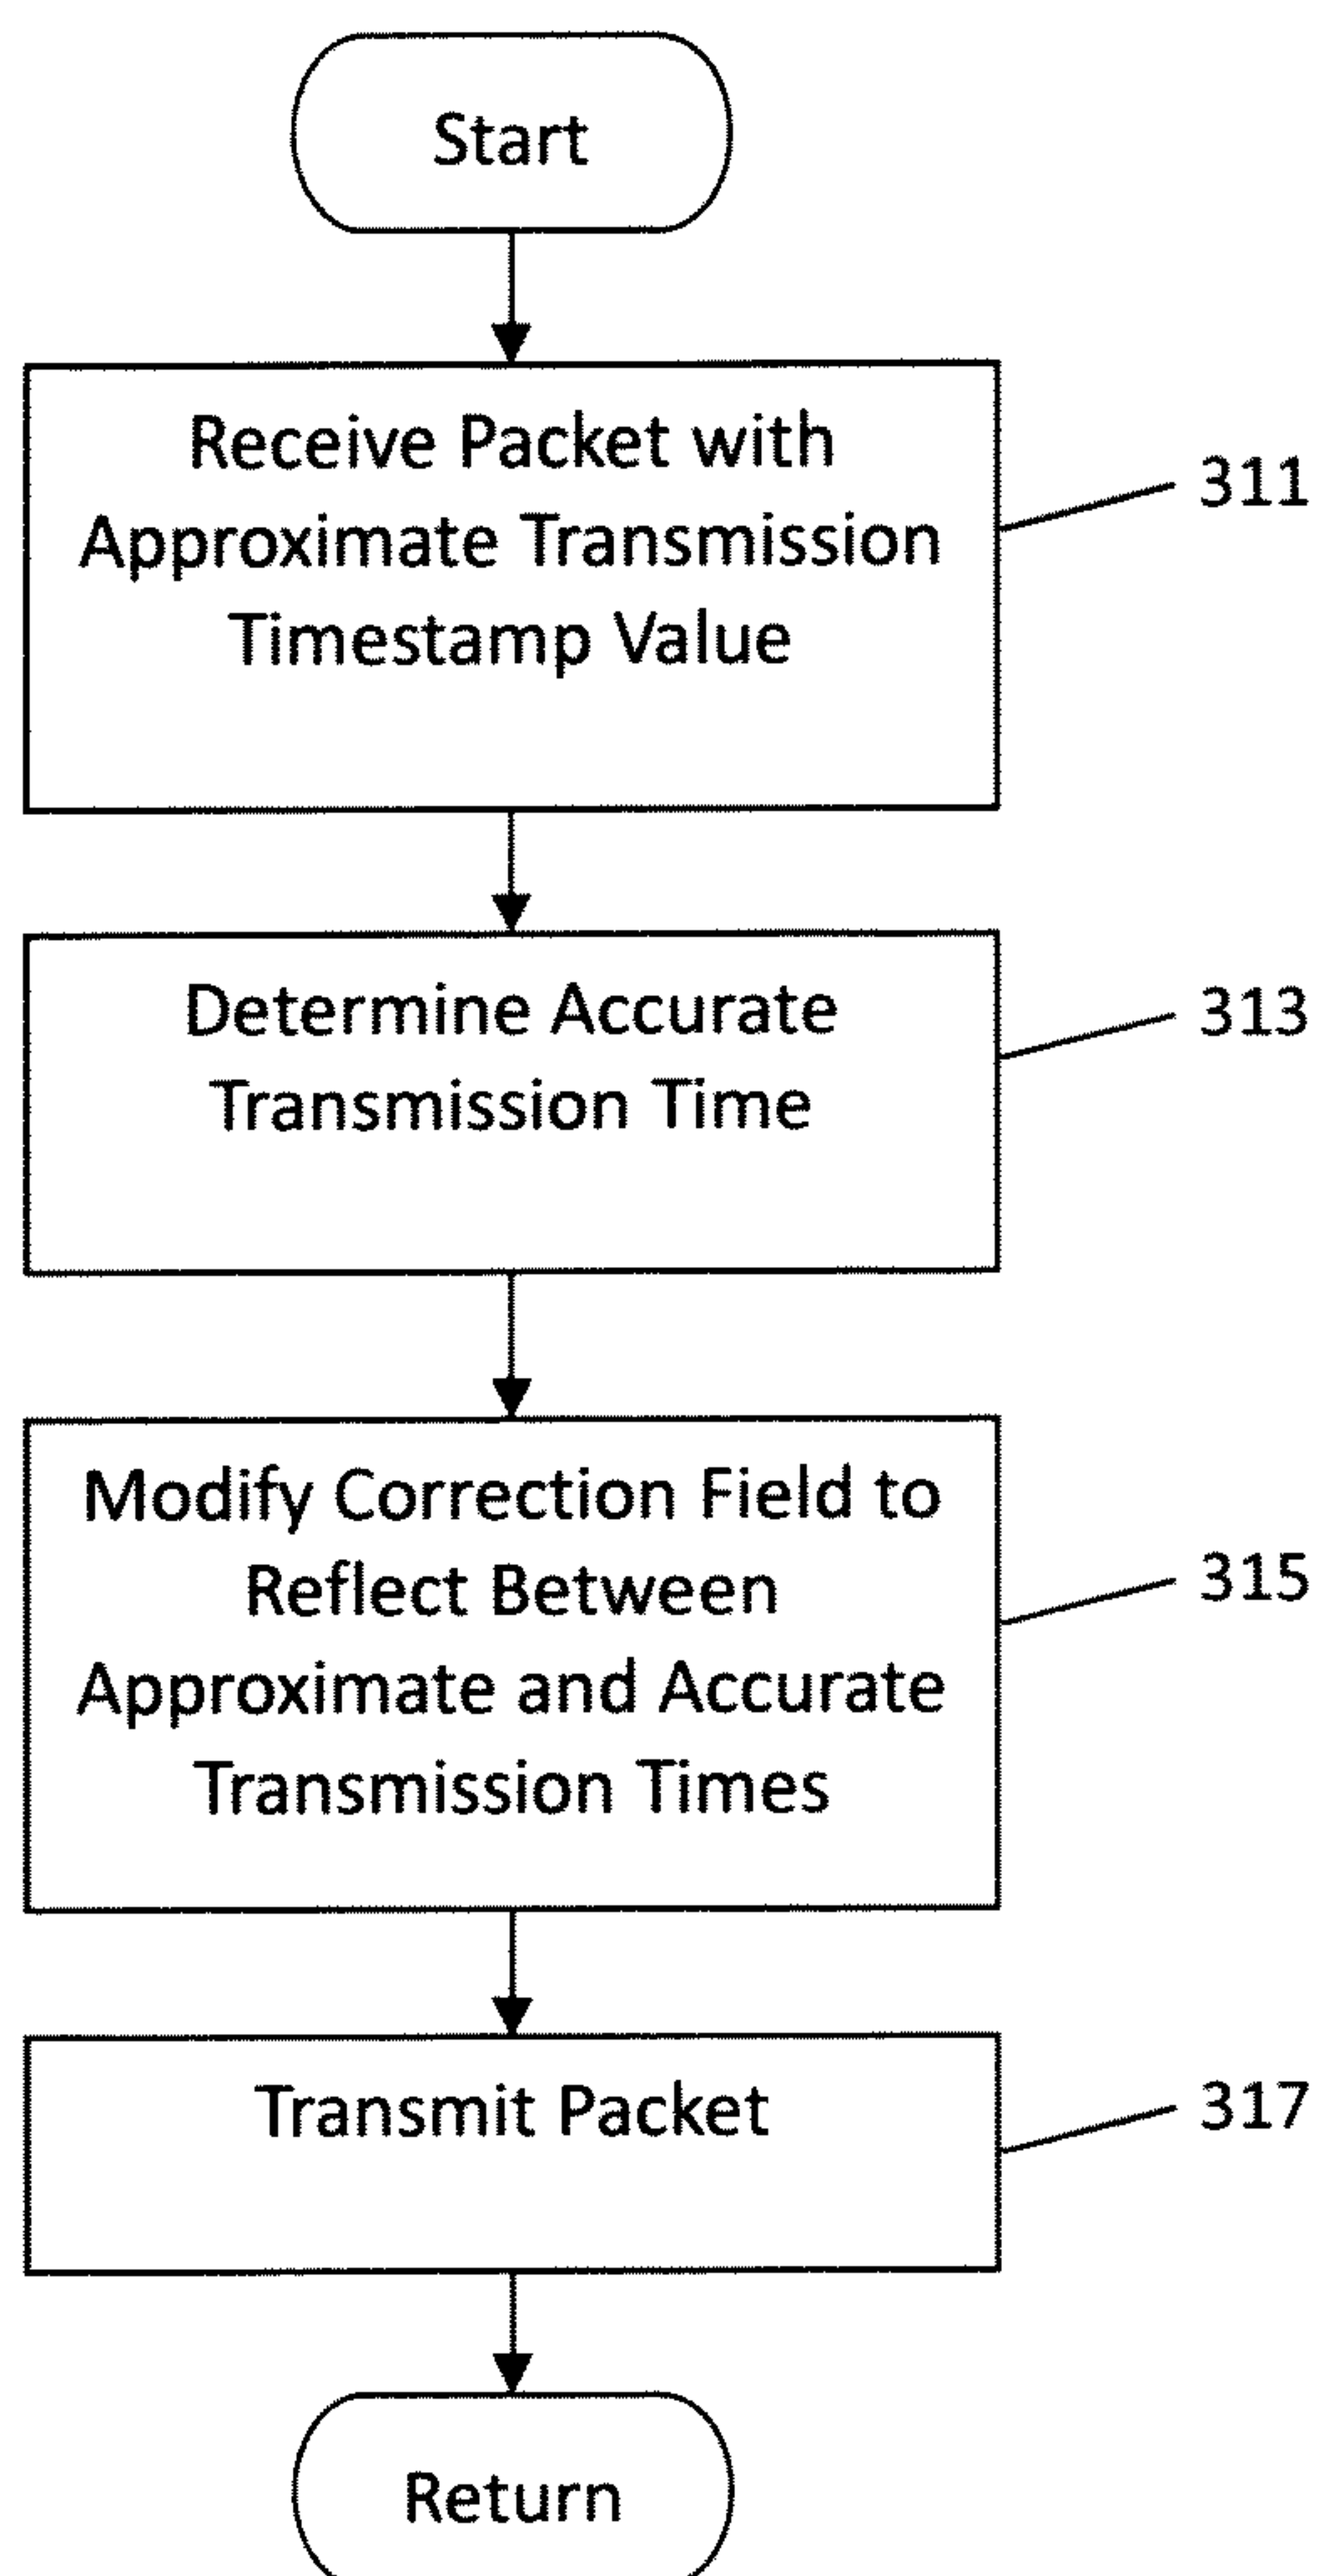 Start
Receive Packet with
Approximate Transmission
Timestamp Value
311
Determine Accurate
Transmission Time
313
Modify Correction Field to
Reflect Between
Approximate and Accurate
Transmission Times
315
Transmit Packet
317
Return